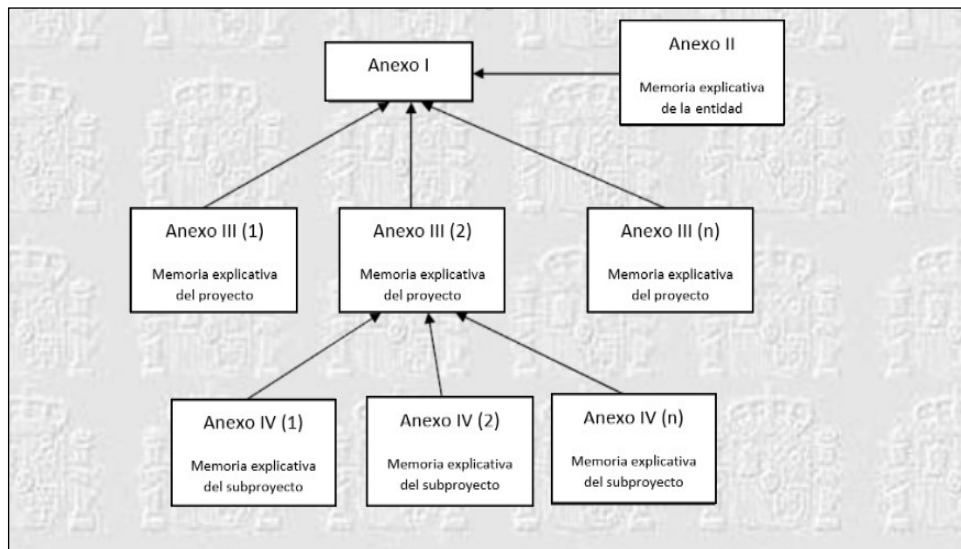 Anexo I
Anexo II
Memoria explicativa
de la entidad
Anexo III (1)
Memoria explicativa
del proyecto
Anexo III (2)
Memoria explicativa
del proyecto
Anexo III (n)
Memoria explicativa
del proyecto
Anexo IV (1)
Memoria explicativa
del subproyecto
Anexo IV (2)
Memoria explicativa
del subproyecto
Anexo IV (n)
Memoria explicativa
del subproyecto